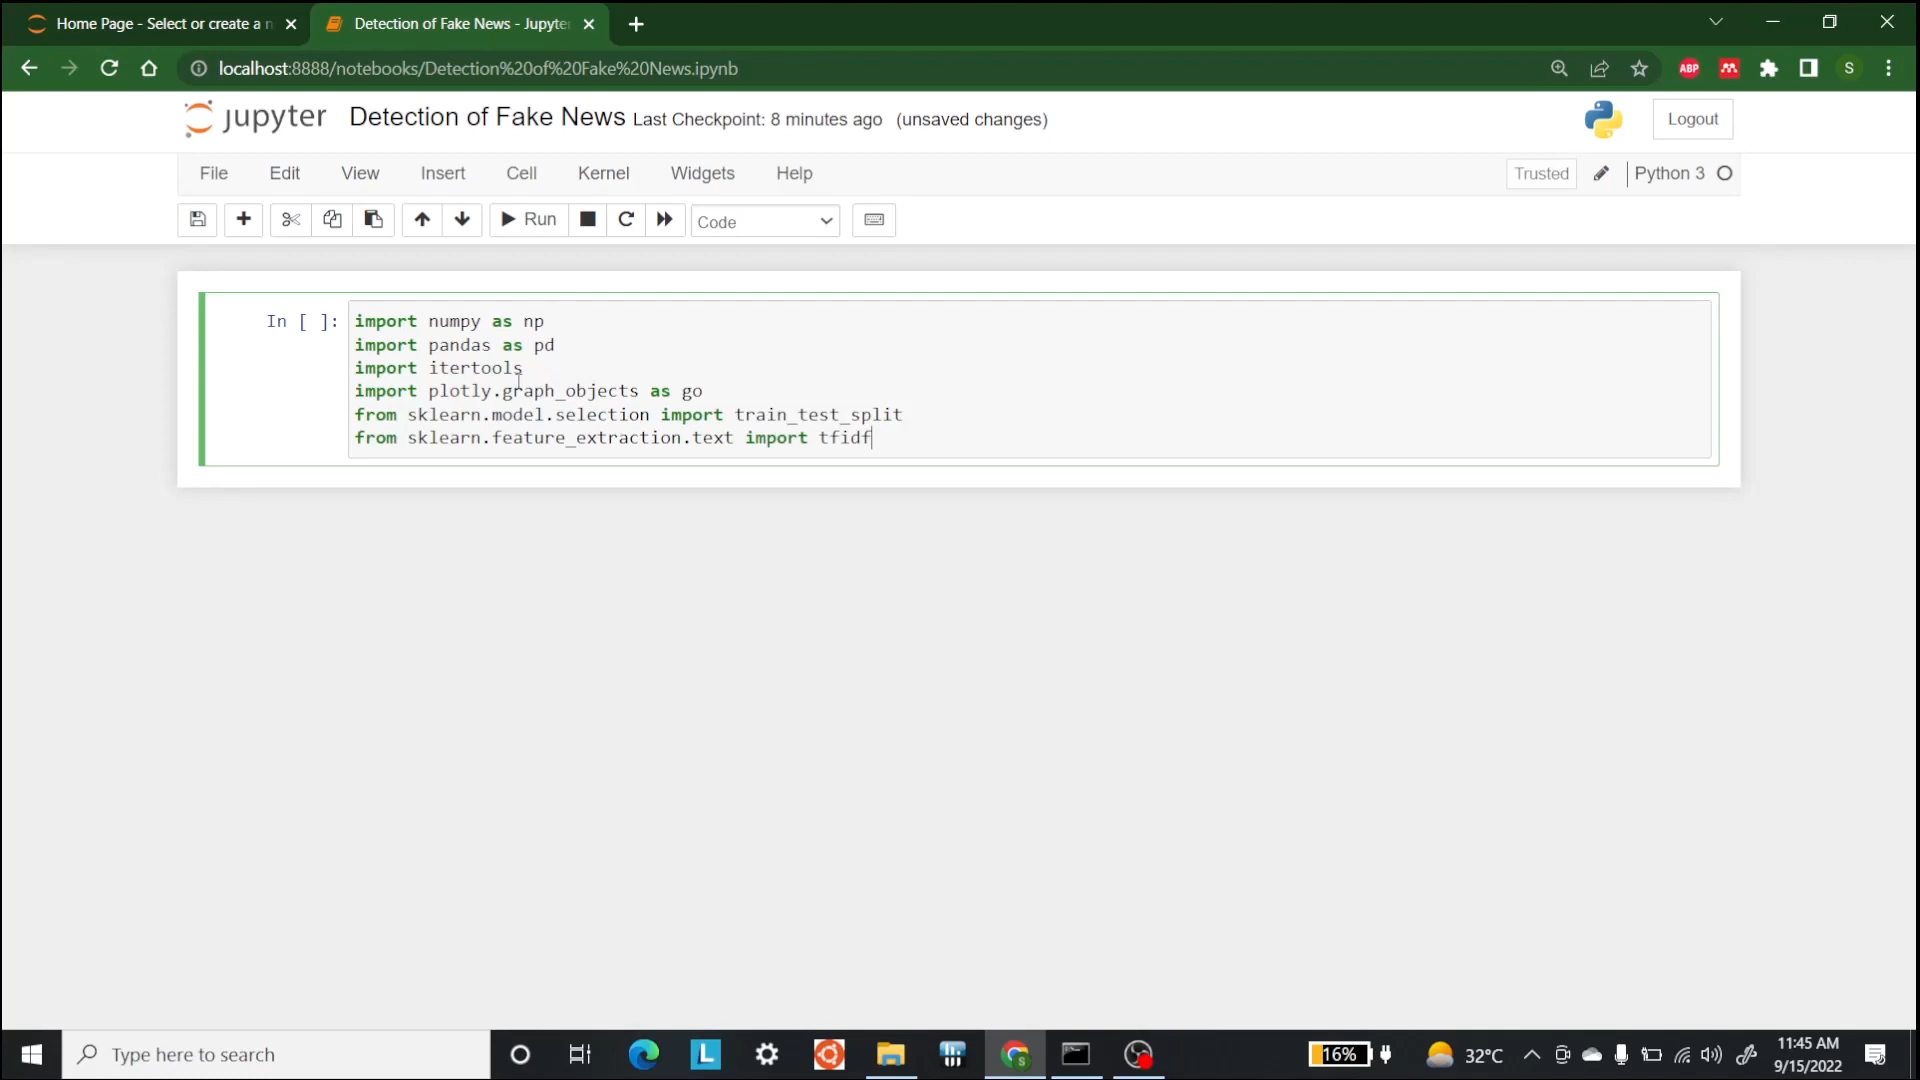 Home Page - Select or create a n
Detection of Fake News - Jupyte
localhost:8888/notebooks/Detection%20of%20Fake%20News.ipynb
ABP
S
jupyter Detection of Fake News Last Checkpoint: 8 minutes ago (unsaved changes)
Logout
File Edit View Insert Cell Kernel Widgets Help
Trusted
Python 3
Run
Code
In [ ]:
import numpy as np
import pandas as pd
import itertools
import plotly.graph_objects as go
from sklearn.model.selection import train_test_split
from sklearn.feature_extraction.text import tfidf
Type here to search
L
S
16%
32°C
11:45 AM
9/15/2022